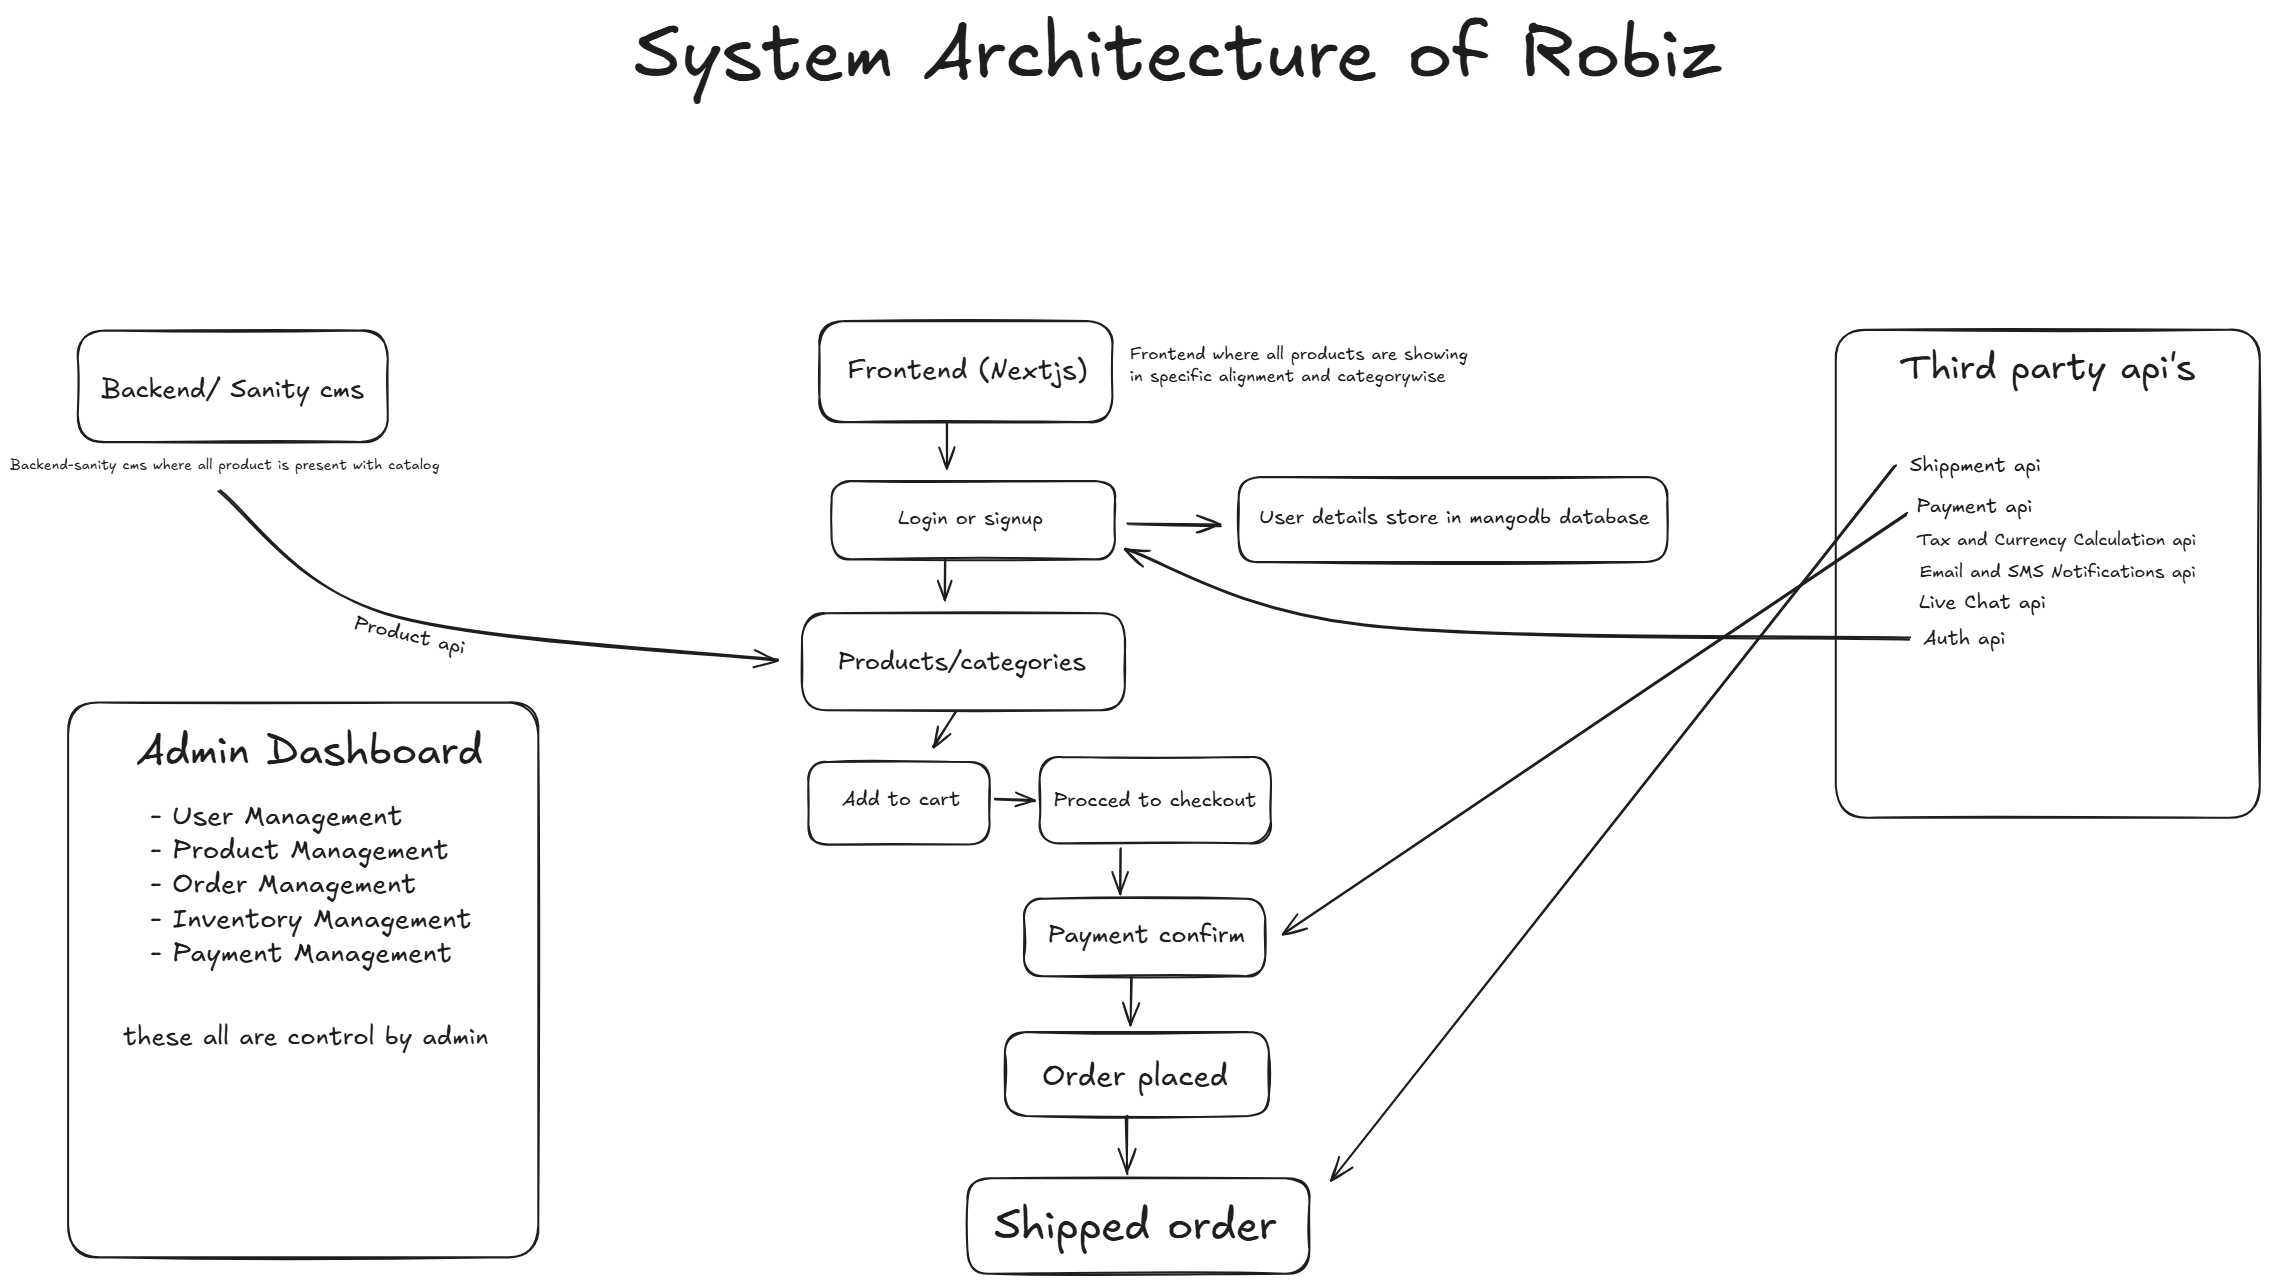 System Architecture of Robiz
Backend/ Sanity cms
Backend-sanity cms where all product is present with catalog
Product api
Frontend (Nextjs)
Frontend where all products are showing
in specific alignment and categorywise
Login or signup
User details store in mangodb database
Products/categories
Add to cart
Procced to checkout
Payment confirm
Order placed
Shipped order
Third party api's
Shippment api
Payment api
Tax and Currency Calculation api
Email and SMS Notifications api
Live Chat api
Auth api
Admin Dashboard
- User Management
- Product Management
- Order Management
- Inventory Management
- Payment Management
these all are control by admin